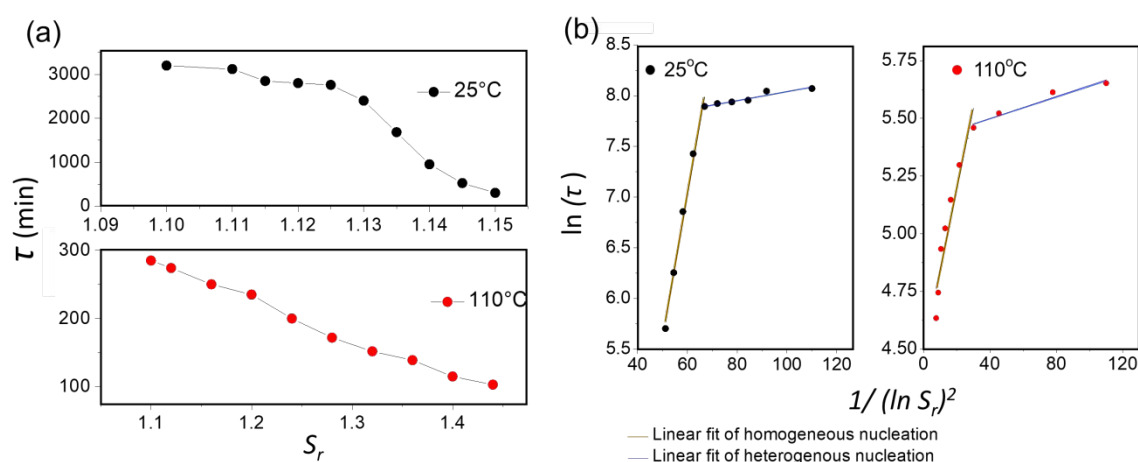 (a)
3000
2000
1000
0
25°C
1.09 1.10 1.11 1.12 1.13 1.14 1.15
τ (min)
300
200
100
110°C
1.1 1.2 1.3 1.4
Sr
(b)
8.5
8.0
7.5
7.0
6.5
6.0
5.5
25°C
40 60 80 100 120
ln (τ)
5.75
5.50
5.25
5.00
4.75
4.50
110°C
0 40 80 120
1/ (ln Sr)²
Linear fit of homogeneous nucleation
Linear fit of heterogenous nucleation